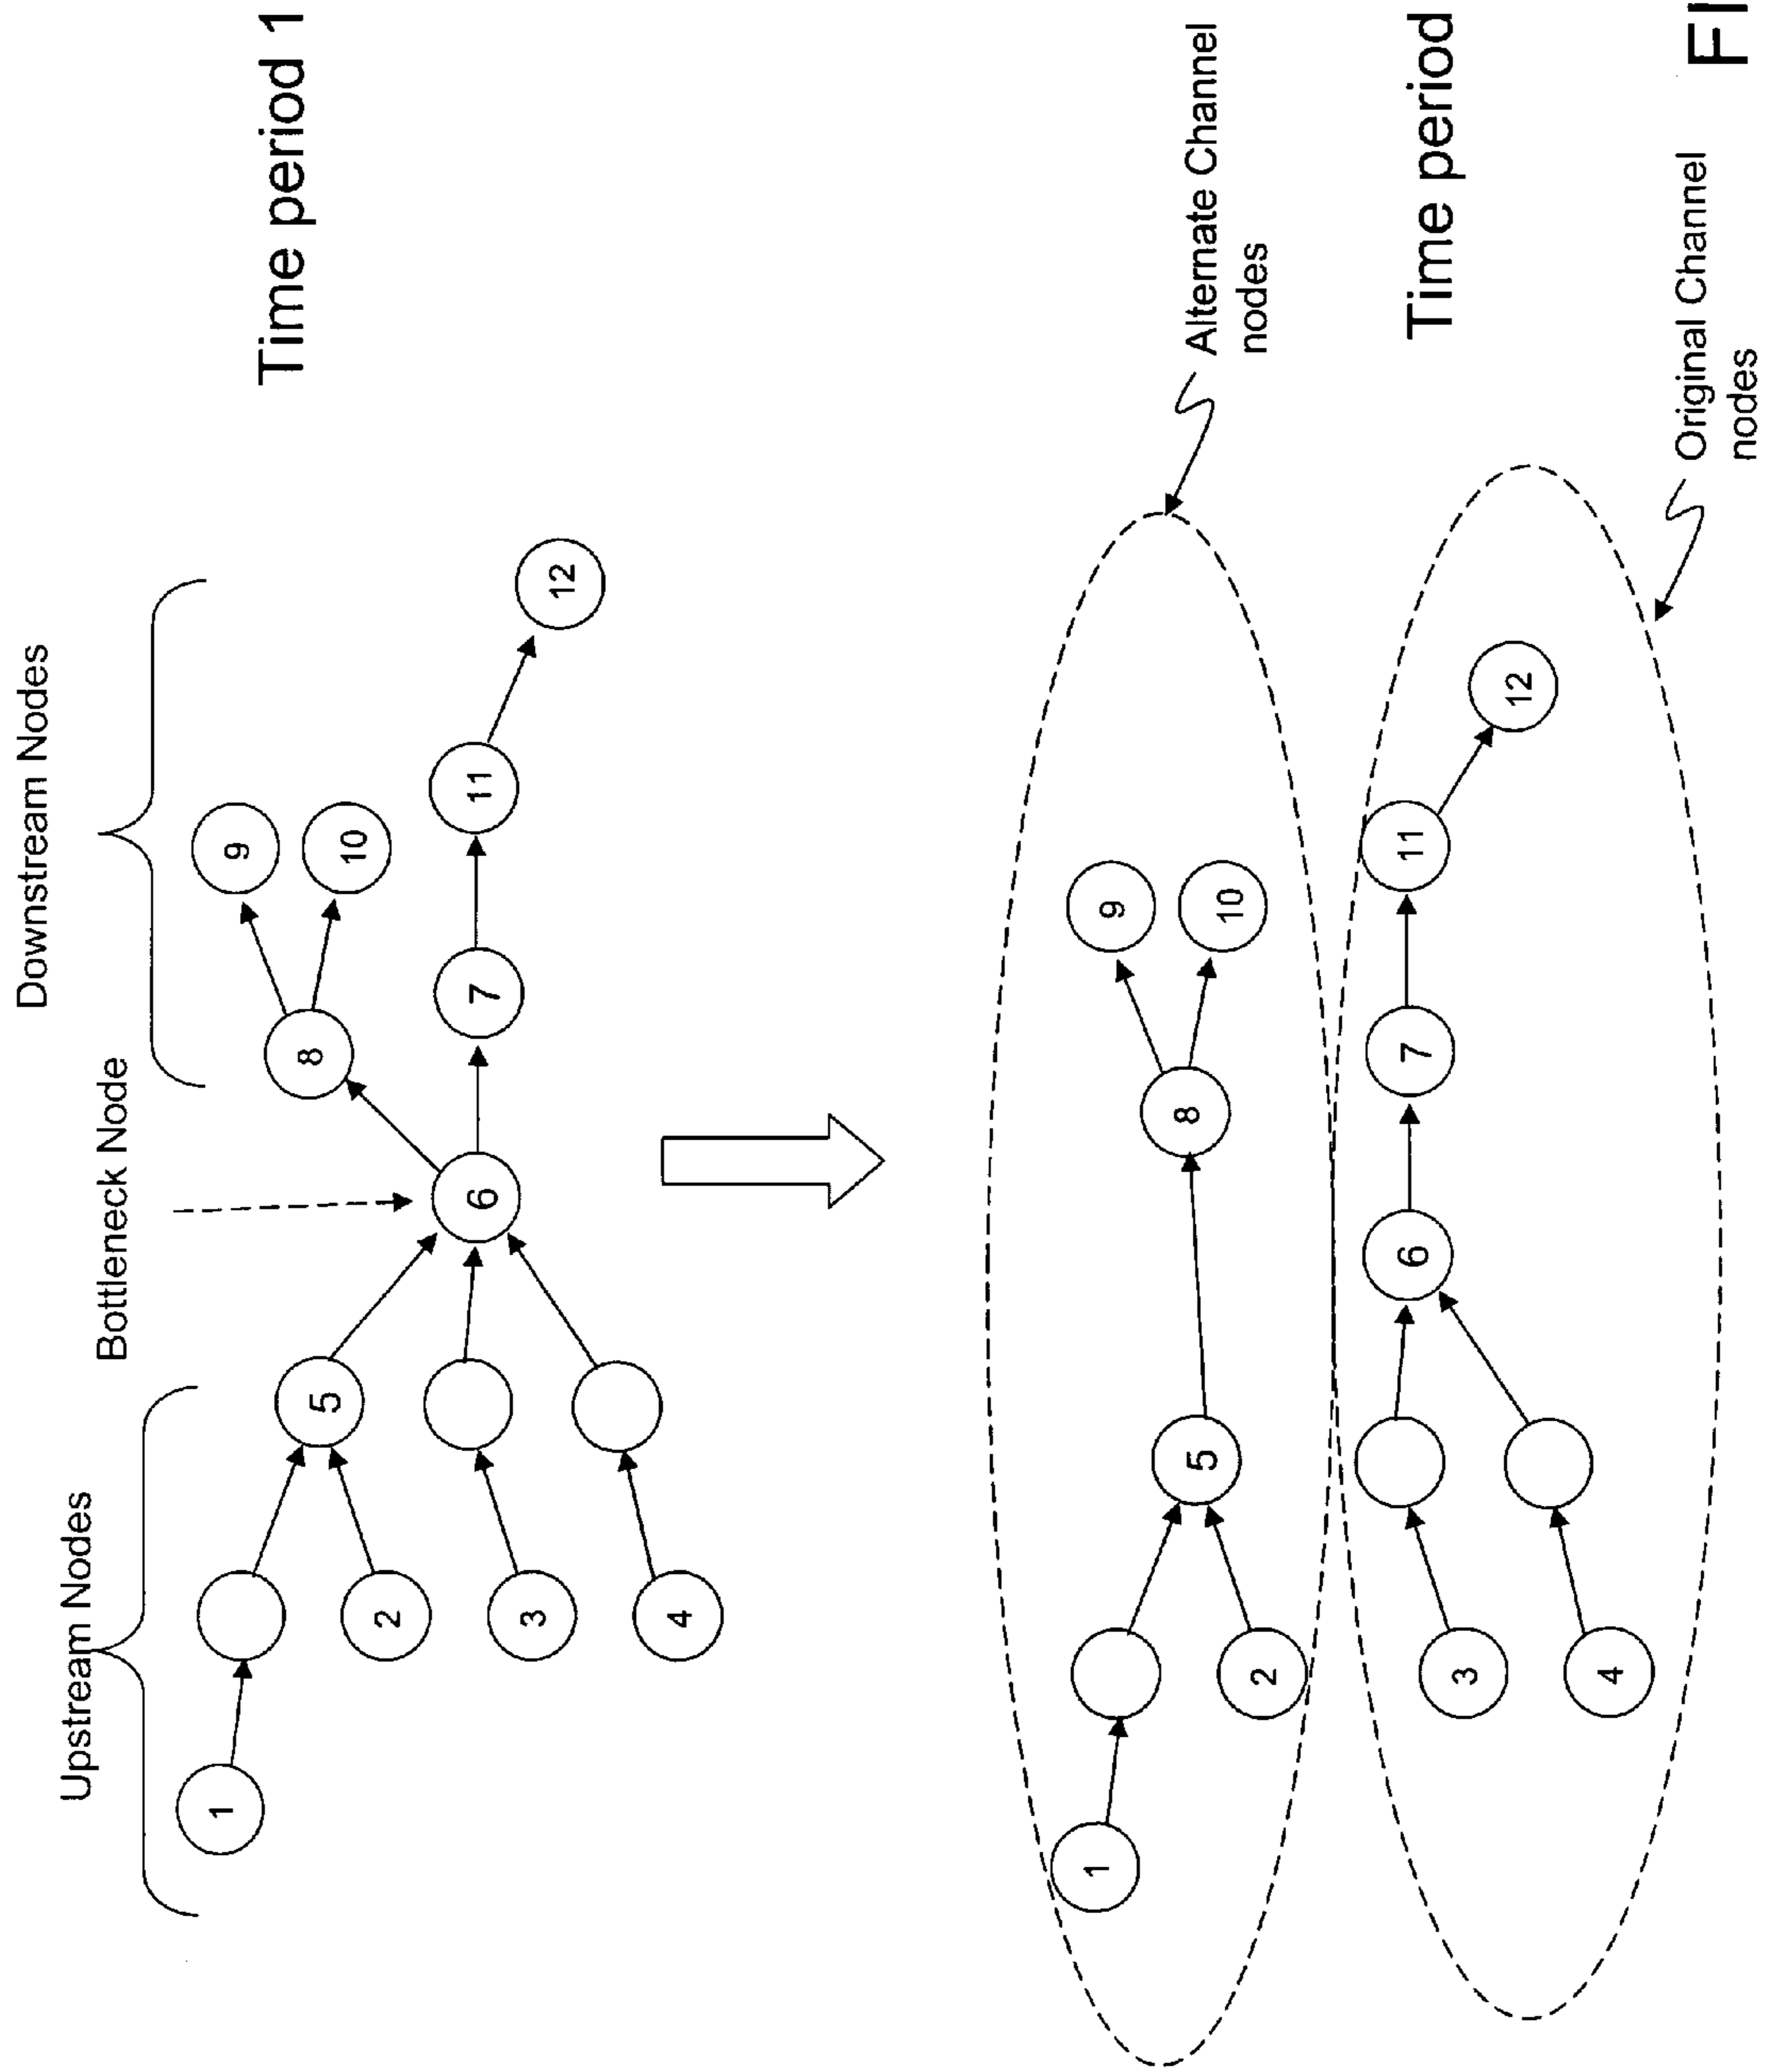 Downstream Nodes
Upstream Nodes
Bottleneck Node
1
9
Time period 1
8
5
10
2
6
7
11
3
12
4
1
9
8
5
Alternate Channel
nodes
10
2
6
7
11
Time period
3
12
4
Original Channel
nodes
FI